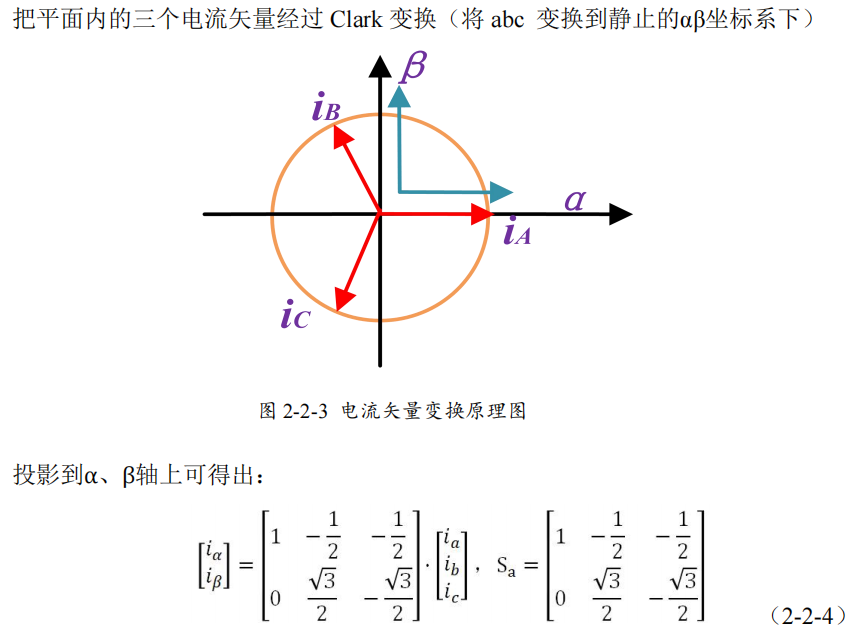 把平面内的三个电流矢量经过 Clark 变换（将 abc 变换到静止的αβ坐标系下）
β
iB
α
iA
iC
图 2-2-3 电流矢量变换原理图
投影到α、β轴上可得出：
[iα iβ] = [1 -1/2 -1/2; 0 √3/2 -√3/2] · [ia ib ic]，Sa = [1 -1/2 -1/2; 0 √3/2 -√3/2]
（2-2-4）